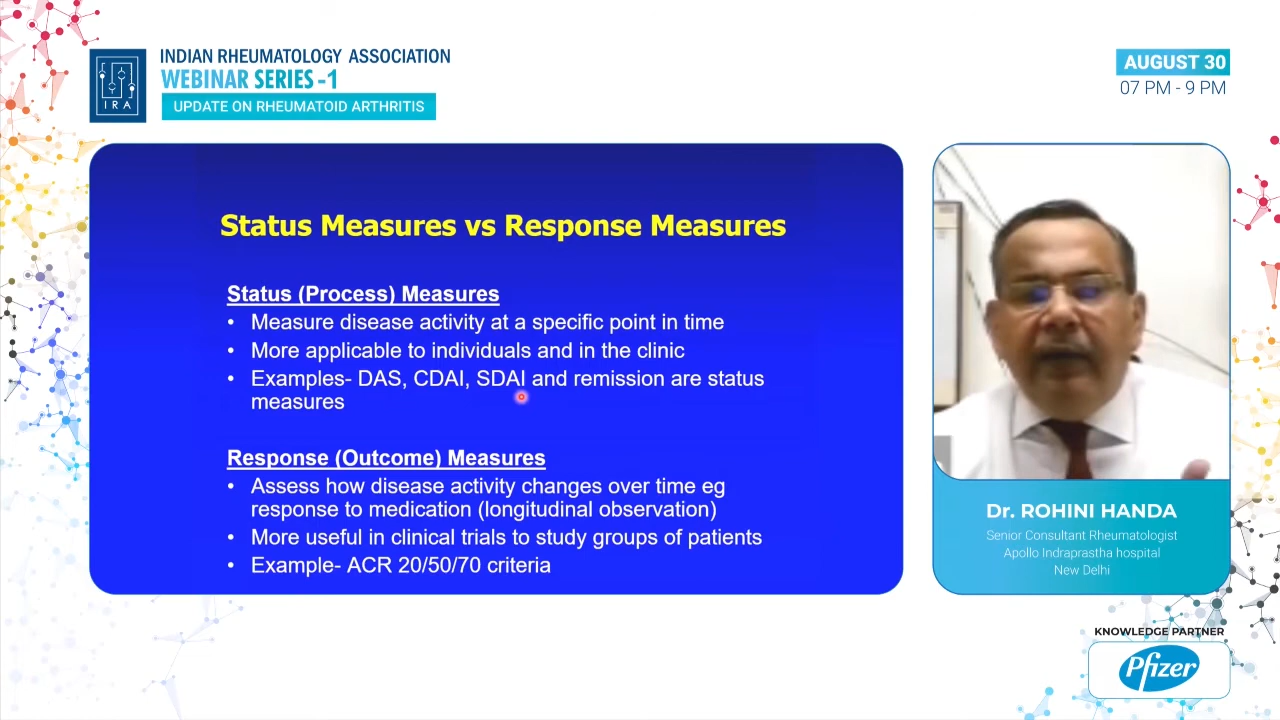 INDIAN RHEUMATOLOGY ASSOCIATION
WEBINAR SERIES -1
UPDATE ON RHEUMATOID ARTHRITIS
IRA
AUGUST 30
07 PM - 9 PM
Status Measures vs Response Measures
Status (Process) Measures
• Measure disease activity at a specific point in time
• More applicable to individuals and in the clinic
• Examples- DAS, CDAI, SDAI and remission are status
measures
Response (Outcome) Measures
• Assess how disease activity changes over time eg
response to medication (longitudinal observation)
• More useful in clinical trials to study groups of patients
• Example- ACR 20/50/70 criteria
Dr. ROHINI HANDA
Senior Consultant Rheumatologist
Apollo Indraprastha hospital
New Delhi
KNOWLEDGE PARTNER
Pfizer